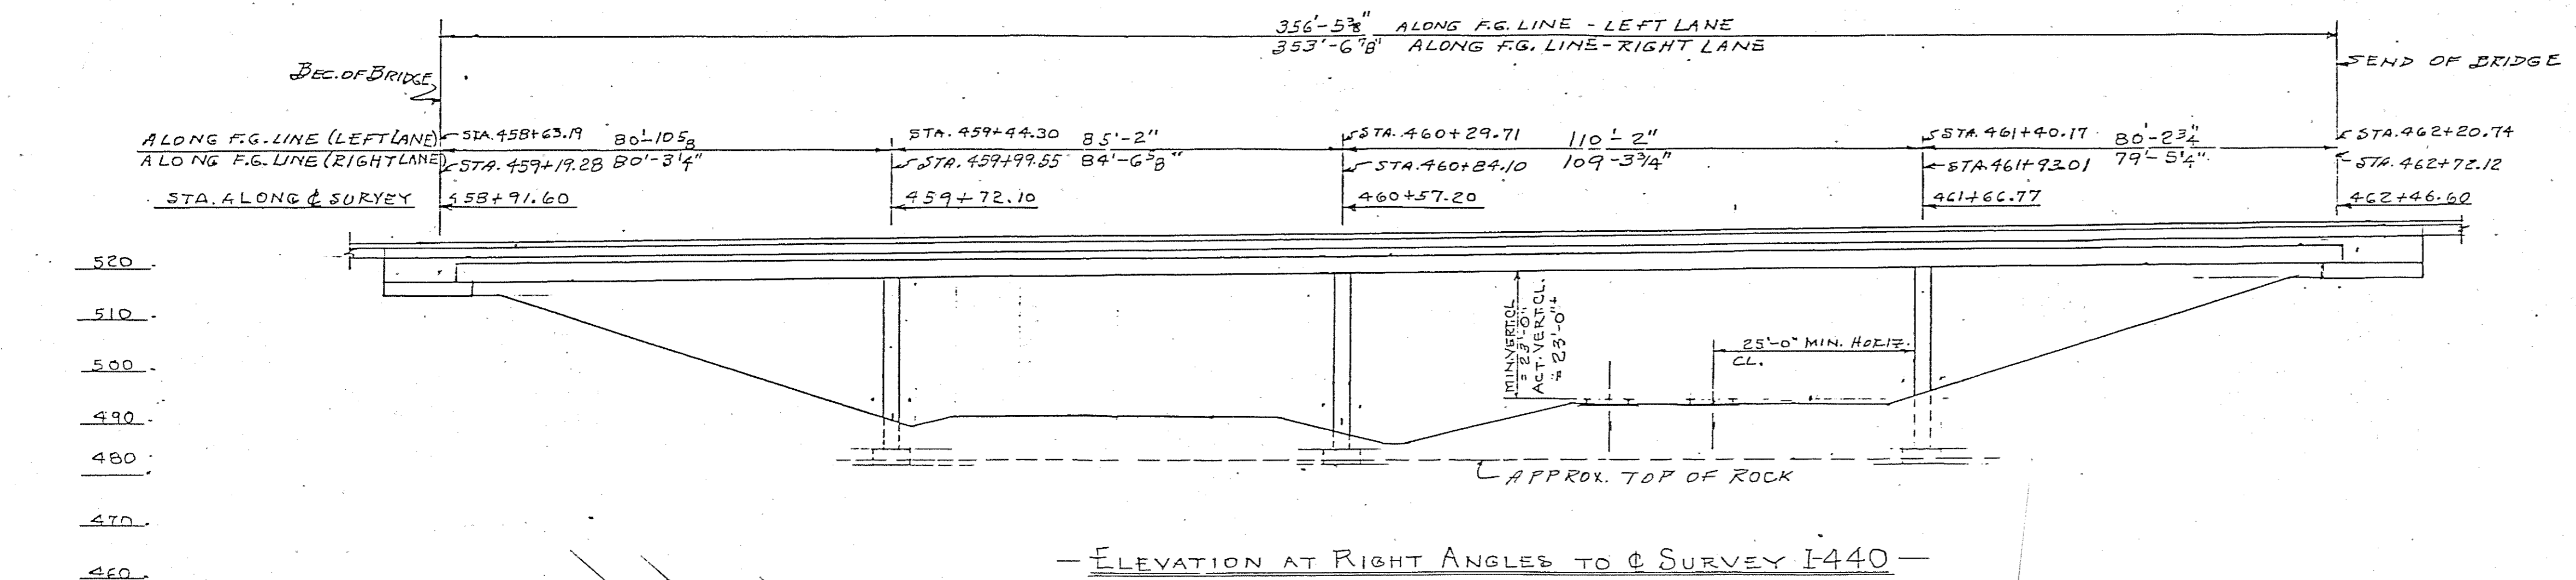 356'-5⅜" ALONG F.G. LINE - LEFT LANE
353'-6⅞" ALONG F.G. LINE-RIGHT LANE
BEG. OF BRIDGE
END OF BRIDGE
ALONG F.G. LINE (LEFT LANE) STA. 458+63.19 80'-10⅝ STA. 459+44.30 85'-2" STA. 460+29.71 110'-2" STA. 461+40.17 80'-2¾" STA. 462+20.74
ALONG F.G. LINE (RIGHT LANE) STA. 459+19.28 80'-3¼" STA. 459+99.55 84'-6⅝" STA. 460+84.10 109-3¾" STA. 461+93.01 79'-5¼" STA. 462+72.12
STA. ALONG ℄ SURVEY 458+91.60 459+72.10 460+57.20 461+66.77 462+46.60
520
510
500
490
480
470
460
MIN VERT. CL. = 23'-0"
ACT. VERT. CL. = 23'-0"+
25'-0" MIN. HORIZ. CL.
APPROX. TOP OF ROCK
— ELEVATION AT RIGHT ANGLES TO ℄ SURVEY I-440 —